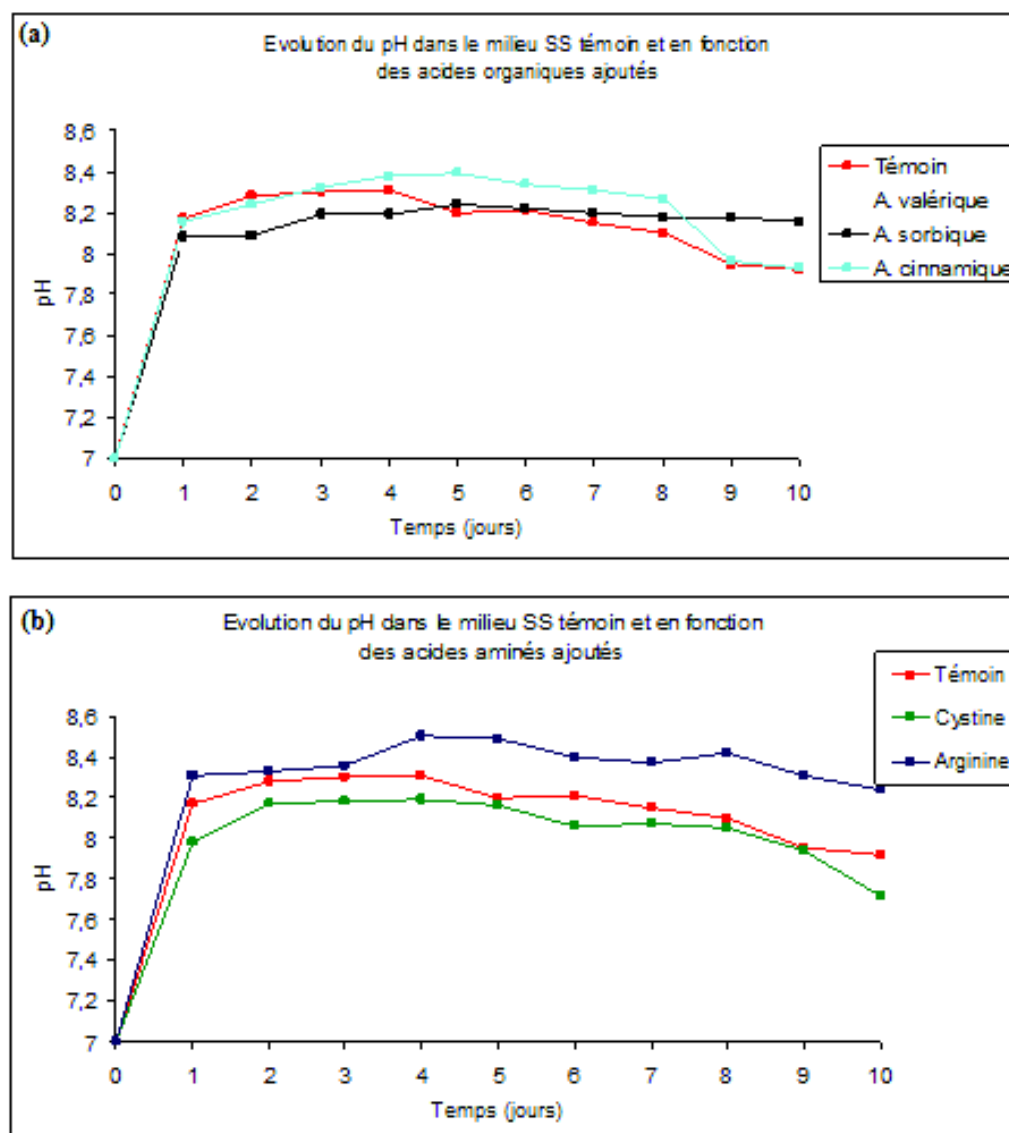 (a)
Evolution du pH dans le milieu SS témoin et en fonction
des acides organiques ajoutés
8,6
8,4
8,2
8
7,8
7,6
7,4
7,2
7
pH
0 1 2 3 4 5 6 7 8 9 10
Temps (jours)
Témoin
A. valérique
A. sorbique
A. cinnamique
(b)
Evolution du pH dans le milieu SS témoin et en fonction
des acides aminés ajoutés
8,6
8,4
8,2
8
7,8
7,6
7,4
7,2
7
pH
0 1 2 3 4 5 6 7 8 9 10
Temps (jours)
Témoin
Cystine
Arginine